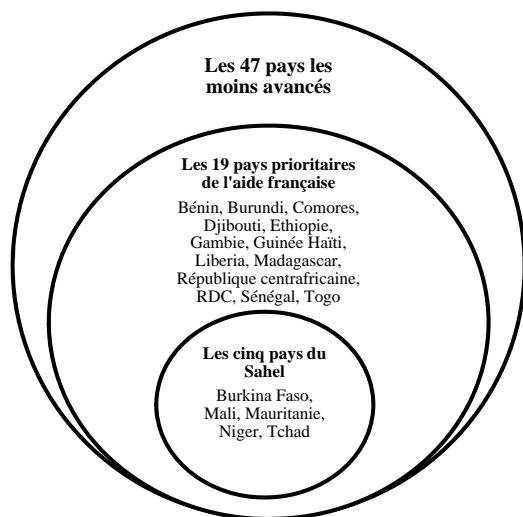 Les 47 pays les
moins avancés
Les 19 pays prioritaires
de l'aide française
Bénin, Burundi, Comores,
Djibouti, Ethiopie,
Gambie, Guinée Haïti,
Liberia, Madagascar,
République centrafricaine,
RDC, Sénégal, Togo
Les cinq pays du
Sahel
Burkina Faso,
Mali, Mauritanie,
Niger, Tchad